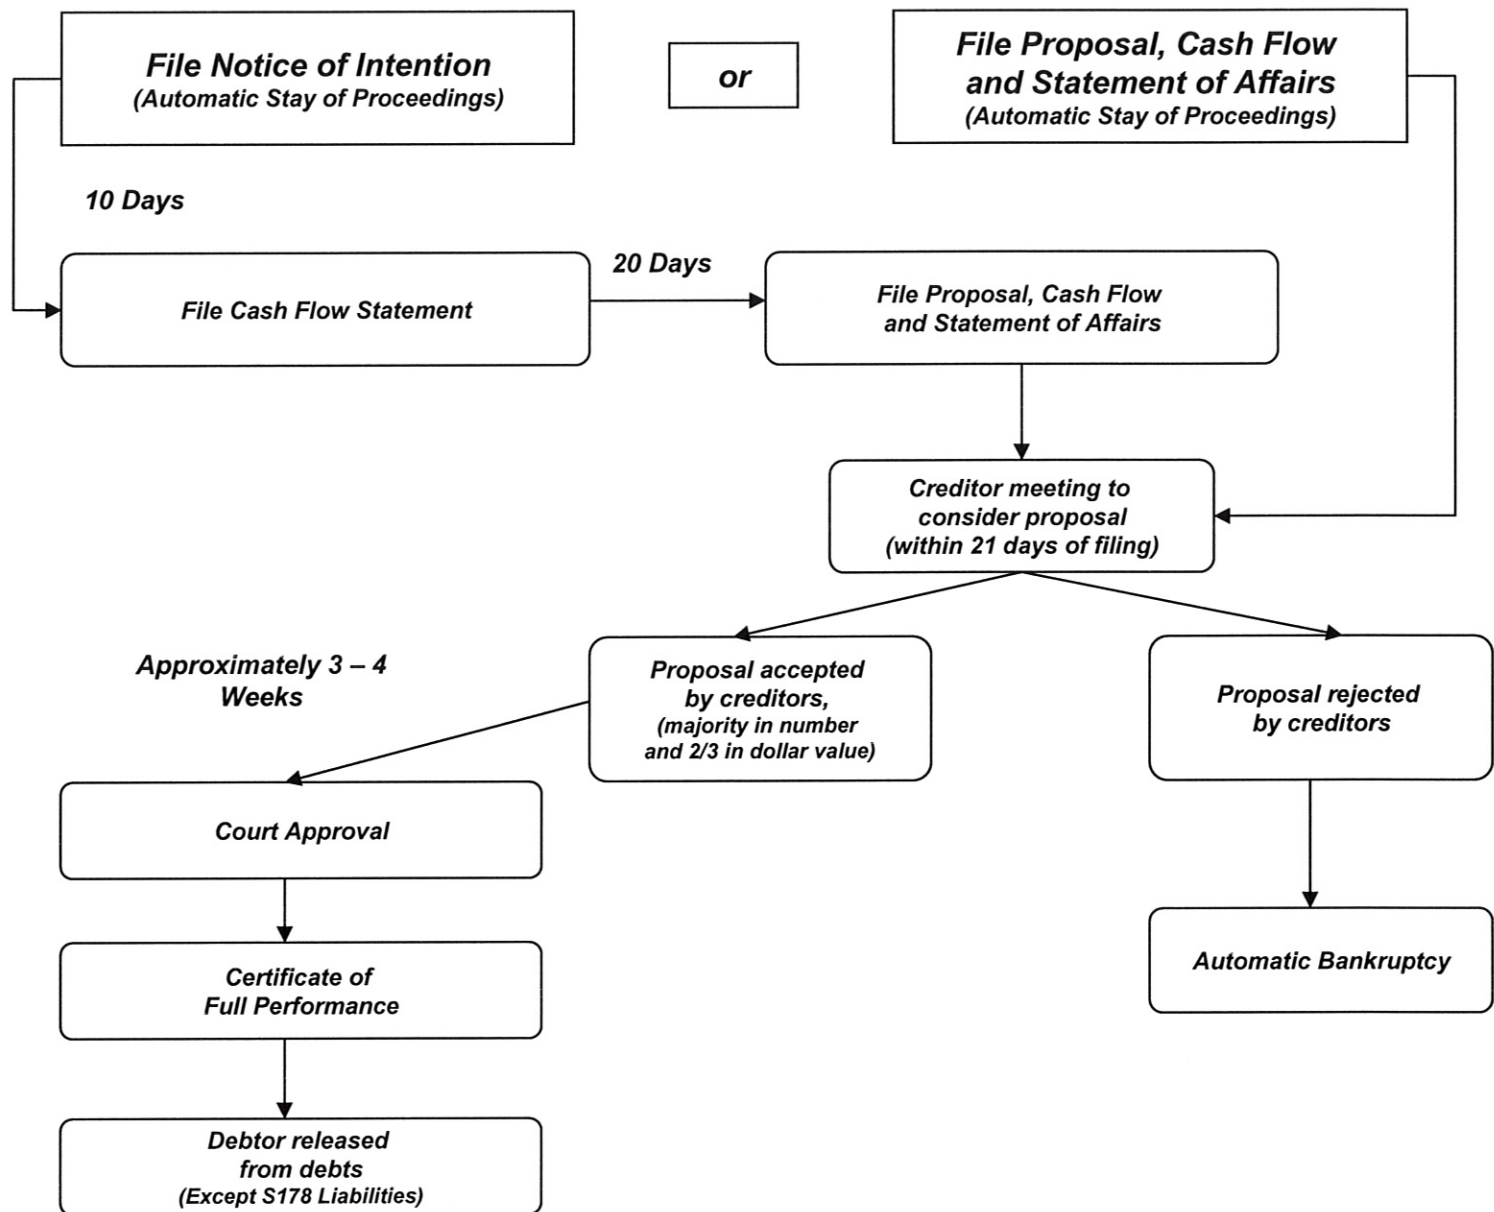 File Notice of Intention
(Automatic Stay of Proceedings)
or
File Proposal, Cash Flow
and Statement of Affairs
(Automatic Stay of Proceedings)
10 Days
File Cash Flow Statement
20 Days
File Proposal, Cash Flow
and Statement of Affairs
Creditor meeting to
consider proposal
(within 21 days of filing)
Approximately 3 – 4
Weeks
Proposal accepted
by creditors,
(majority in number
and 2/3 in dollar value)
Proposal rejected
by creditors
Court Approval
Automatic Bankruptcy
Certificate of
Full Performance
Debtor released
from debts
(Except S178 Liabilities)